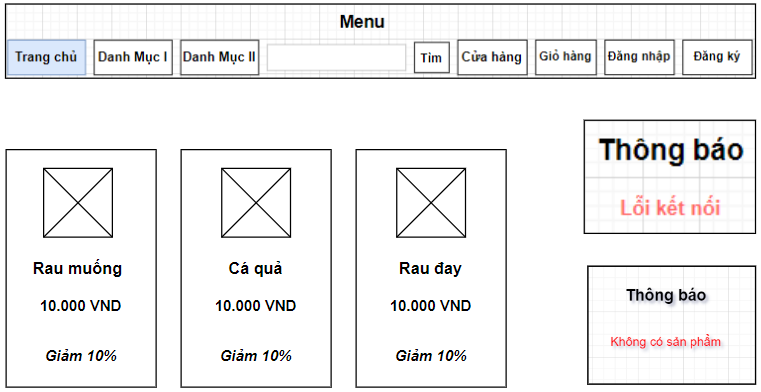 Menu
Trang chủ Danh Mục I Danh Mục II Tìm Cửa hàng Giỏ hàng Đăng nhập Đăng ký
Rau muống
10.000 VND
Giảm 10%
Cá quả
10.000 VND
Giảm 10%
Rau đay
10.000 VND
Giảm 10%
Thông báo
Lỗi kết nối
Thông báo
Không có sản phẩm